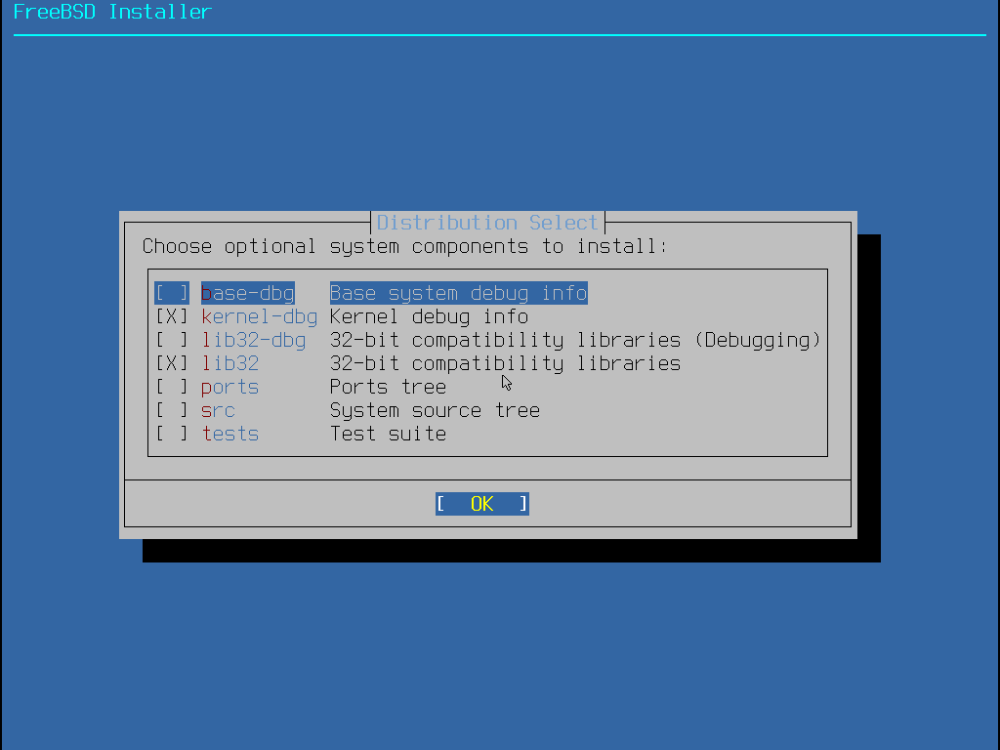 FreeBSD Installer
Distribution Select
Choose optional system components to install:
[ ] base-dbg Base system debug info
[X] kernel-dbg Kernel debug info
[ ] lib32-dbg 32-bit compatibility libraries (Debugging)
[X] lib32 32-bit compatibility libraries
[ ] ports Ports tree
[ ] src System source tree
[ ] tests Test suite
[ OK ]